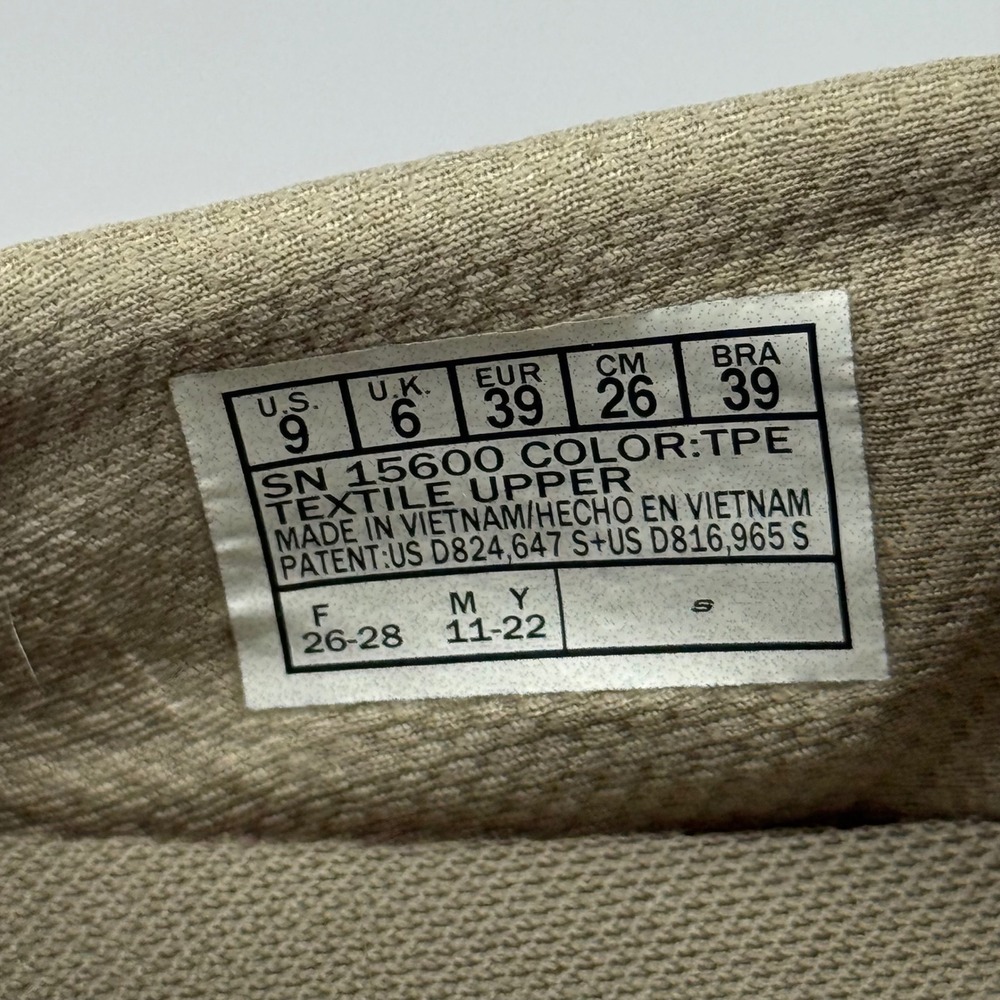 U.S. U.K. EUR CM BRA
9 6 39 26 39
SN 15600 COLOR:TPE
TEXTILE UPPER
MADE IN VIETNAM/HECHO EN VIETNAM
PATENT:US D824,647 S+US D816,965 S
F M Y
26-28 11-22
S